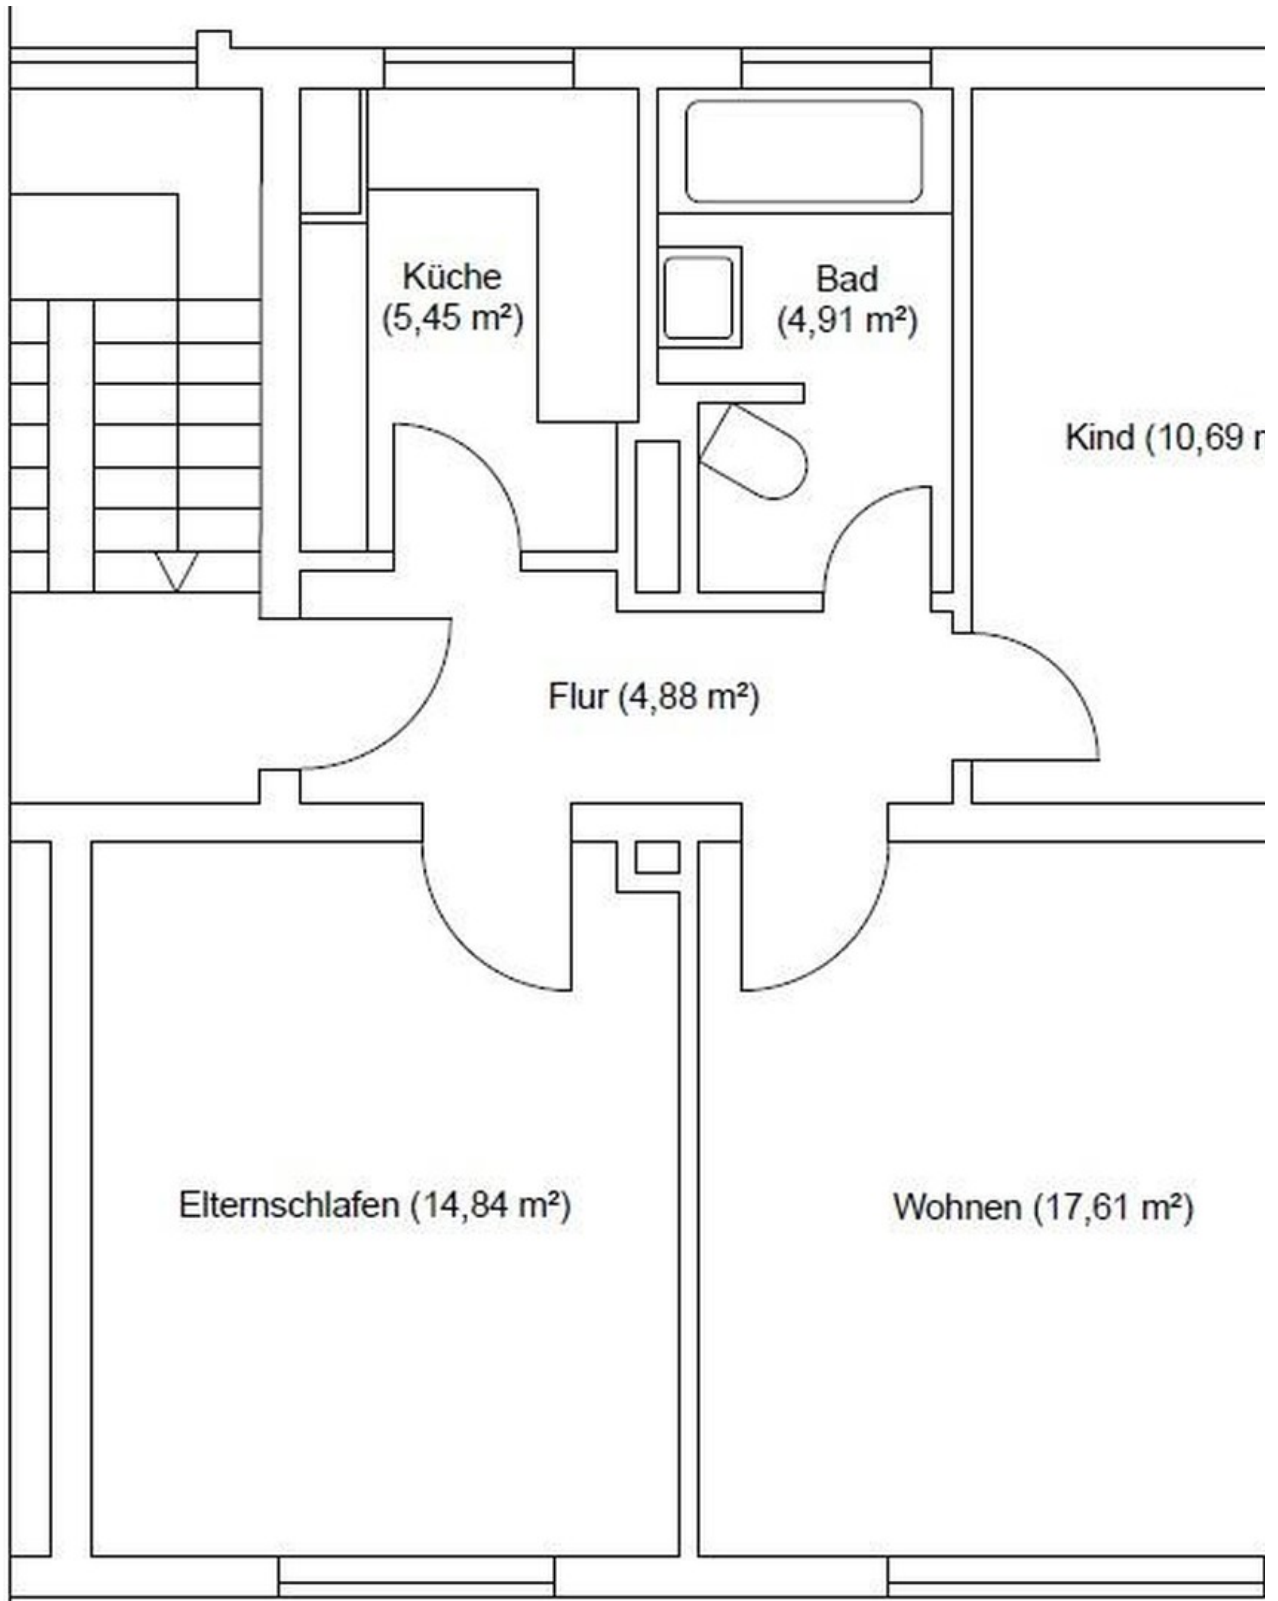 Küche
(5,45 m²)
Bad
(4,91 m²)
Kind (10,69
Flur (4,88 m²)
Elternschlafen (14,84 m²)
Wohnen (17,61 m²)